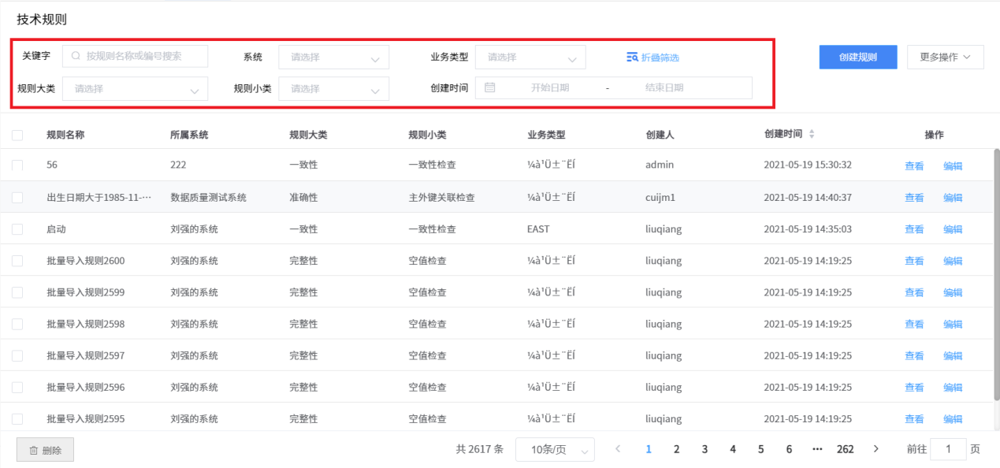 技术规则
关键字 按规则名称或编号搜索 系统 请选择 业务类型 请选择 折叠筛选 创建规则 更多操作
规则大类 请选择 规则小类 请选择 创建时间 开始日期 - 结束日期
规则名称 所属系统 规则大类 规则小类 业务类型 创建人 创建时间 操作
56 222 一致性 一致性检查 ¼à¹Ü±¨ËÍ admin 2021-05-19 15:30:32 查看 编辑
出生日期大于1985-11-… 数据质量测试系统 准确性 主外键关联检查 ¼à¹Ü±¨ËÍ cuijm1 2021-05-19 14:40:37 查看 编辑
启动 刘强的系统 一致性 一致性检查 EAST liuqiang 2021-05-19 14:35:03 查看 编辑
批量导入规则2600 刘强的系统 完整性 空值检查 ¼à¹Ü±¨ËÍ liuqiang 2021-05-19 14:19:25 查看 编辑
批量导入规则2599 刘强的系统 完整性 空值检查 ¼à¹Ü±¨ËÍ liuqiang 2021-05-19 14:19:25 查看 编辑
批量导入规则2598 刘强的系统 完整性 空值检查 ¼à¹Ü±¨ËÍ liuqiang 2021-05-19 14:19:25 查看 编辑
批量导入规则2597 刘强的系统 完整性 空值检查 ¼à¹Ü±¨ËÍ liuqiang 2021-05-19 14:19:25 查看 编辑
批量导入规则2596 刘强的系统 完整性 空值检查 ¼à¹Ü±¨ËÍ liuqiang 2021-05-19 14:19:25 查看 编辑
批量导入规则2595 刘强的系统 完整性 空值检查 ¼à¹Ü±¨ËÍ liuqiang 2021-05-19 14:19:25 查看 编辑
删除 共 2617 条 10条/页 < 1 2 3 4 5 6 ··· 262 > 前往 1 页